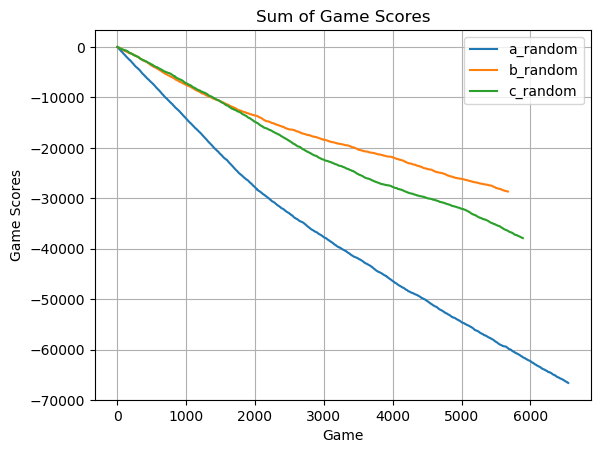 Sum of Game Scores
0
−10000
−20000
−30000
−40000
−50000
−60000
−70000
Game Scores
a_random
b_random
c_random
0 1000 2000 3000 4000 5000 6000
Game